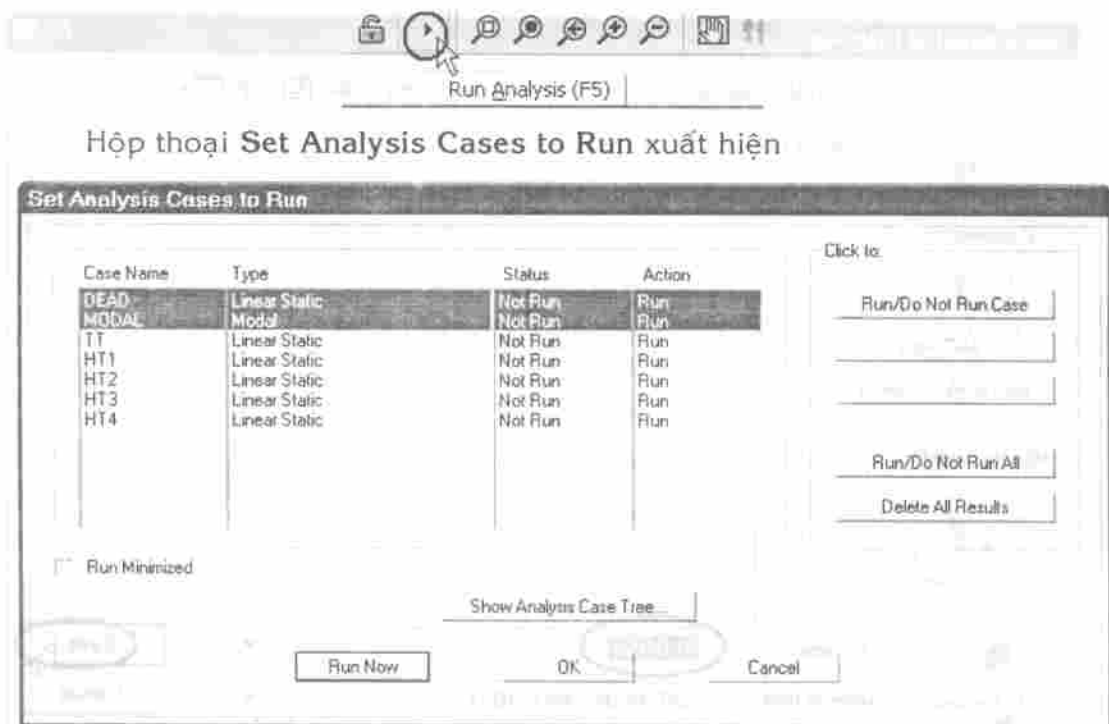 Run Analysis (F5)
Hộp thoại Set Analysis Cases to Run xuất hiện
Set Analysis Cases to Run
Click to:
Case Name Type Status Action
DEAD Linear Static Not Run Run
MODAL Modal Not Run Run
TT Linear Static Not Run Run
HT1 Linear Static Not Run Run
HT2 Linear Static Not Run Run
HT3 Linear Static Not Run Run
HT4 Linear Static Not Run Run
Run/Do Not Run Case
Run/Do Not Run All
Delete All Results
Run Minimized
Show Analysis Case Tree...
Run Now OK Cancel